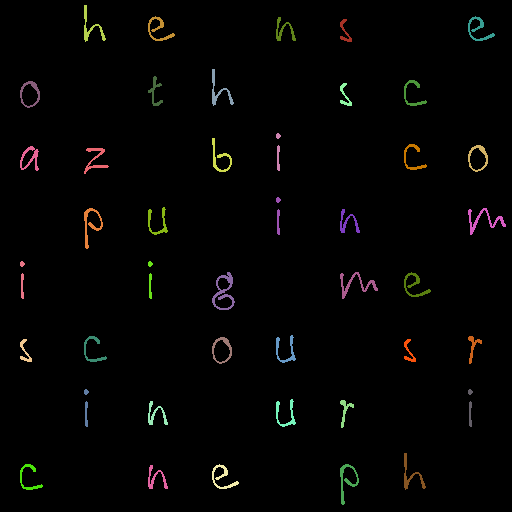 h e n s e
o t h s c
a z b i c o
p u i n m
i i g m e
s c o u s r
i n u r i
c n e p h